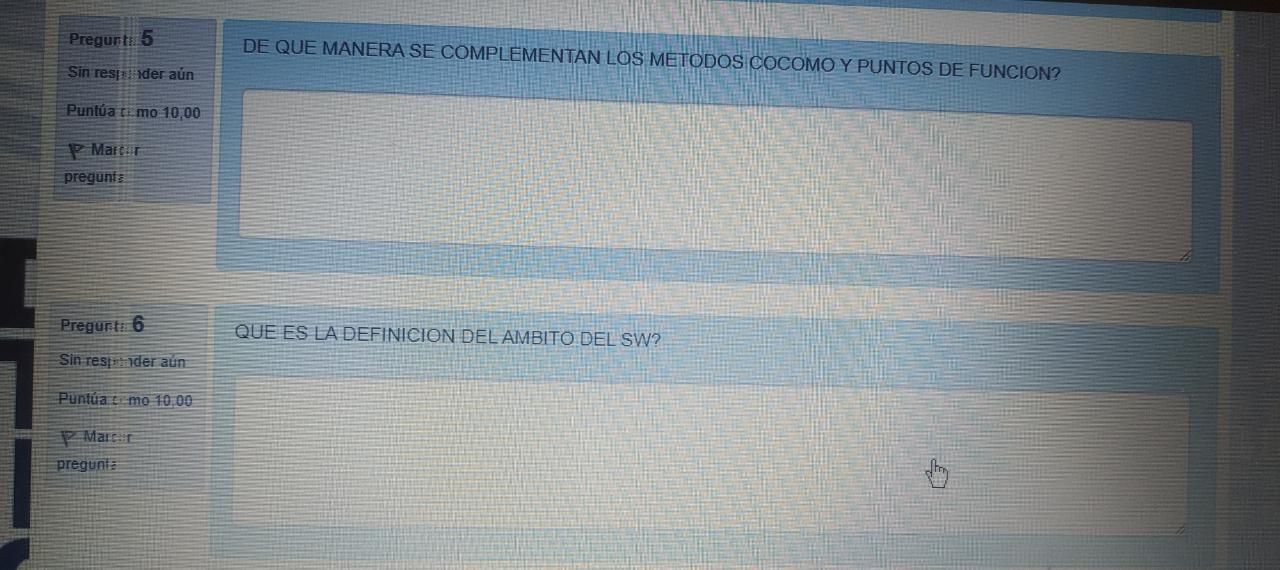 Pregunta 5
Sin responder aún
Puntúa como 10,00
Marcar
pregunta
DE QUE MANERA SE COMPLEMENTAN LOS METODOS COCOMO Y PUNTOS DE FUNCION?
Pregunta 6
Sin responder aún
Puntúa como 10,00
Marcar
pregunta
QUE ES LA DEFINICION DEL AMBITO DEL SW?